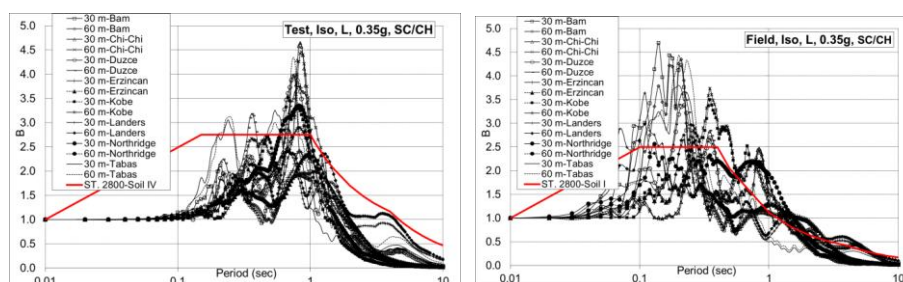 Test, Iso, L, 0.35g, SC/CH
30 m-Bam
60 m-Bam
30 m-Chi-Chi
60 m-Chi-Chi
30 m-Duzce
60 m-Duzce
30 m-Erzincan
60 m-Erzincan
30 m-Kobe
60 m-Kobe
30 m-Landers
60 m-Landers
30 m-Northridge
60 m-Northridge
30 m-Tabas
60 m-Tabas
ST. 2800-Soil IV
B
5.0
4.5
4.0
3.5
3.0
2.5
2.0
1.5
1.0
0.5
0.0
0.01
0.1
1
10
Period (sec)
Field, Iso, L, 0.35g, SC/CH
30 m-Bam
60 m-Bam
30 m-Chi-Chi
60 m-Chi-Chi
30 m-Duzce
60 m-Duzce
30 m-Erzincan
60 m-Erzincan
30 m-Kobe
60 m-Kobe
30 m-Landers
60 m-Landers
30 m-Northridge
60 m-Northridge
30 m-Tabas
60 m-Tabas
ST. 2800-Soil I
B
5.0
4.5
4.0
3.5
3.0
2.5
2.0
1.5
1.0
0.5
0.0
0.01
0.1
1
10
Period (sec)